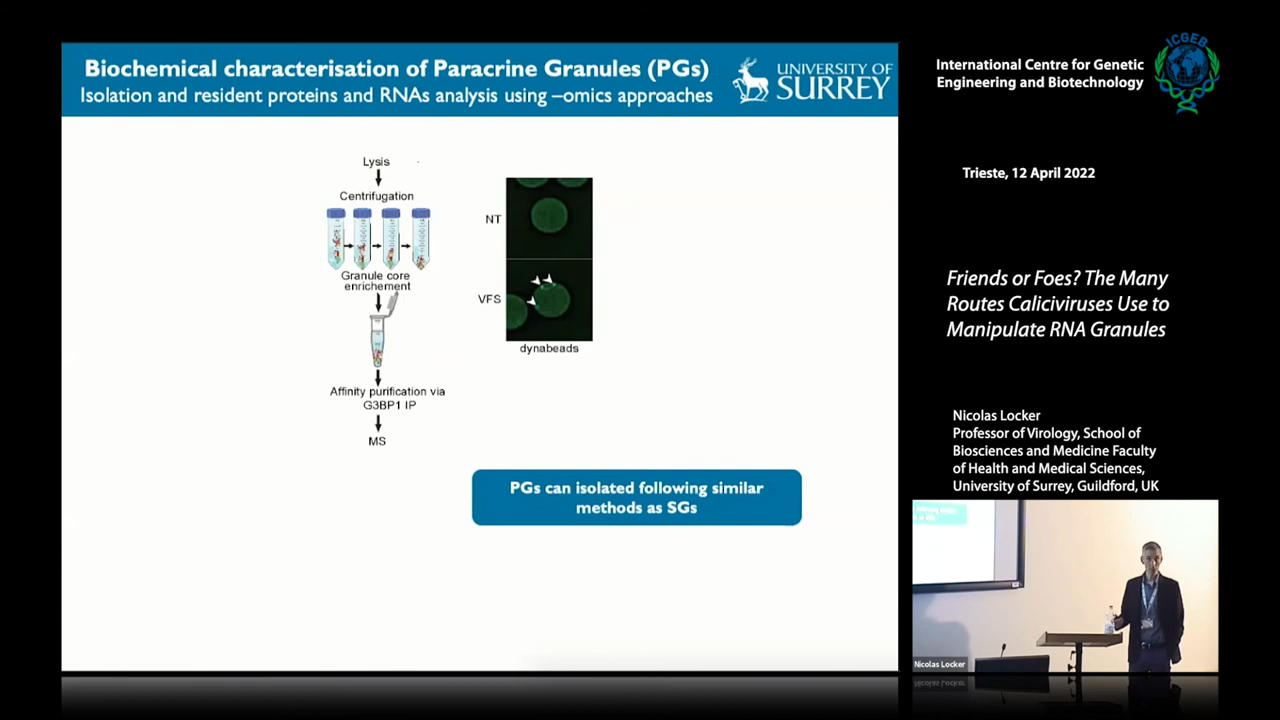 Biochemical characterisation of Paracrine Granules (PGs)
Isolation and resident proteins and RNAs analysis using –omics approaches
UNIVERSITY OF
SURREY
Lysis
Centrifugation
Granule core
enrichement
Affinity purification via
G3BP1 IP
MS
NT
VFS
dynabeads
PGs can isolated following similar
methods as SGs
International Centre for Genetic
Engineering and Biotechnology
ICGEB
Trieste, 12 April 2022
Friends or Foes? The Many
Routes Caliciviruses Use to
Manipulate RNA Granules
Nicolas Locker
Professor of Virology, School of
Biosciences and Medicine Faculty
of Health and Medical Sciences,
University of Surrey, Guildford, UK
Nicolas Locker